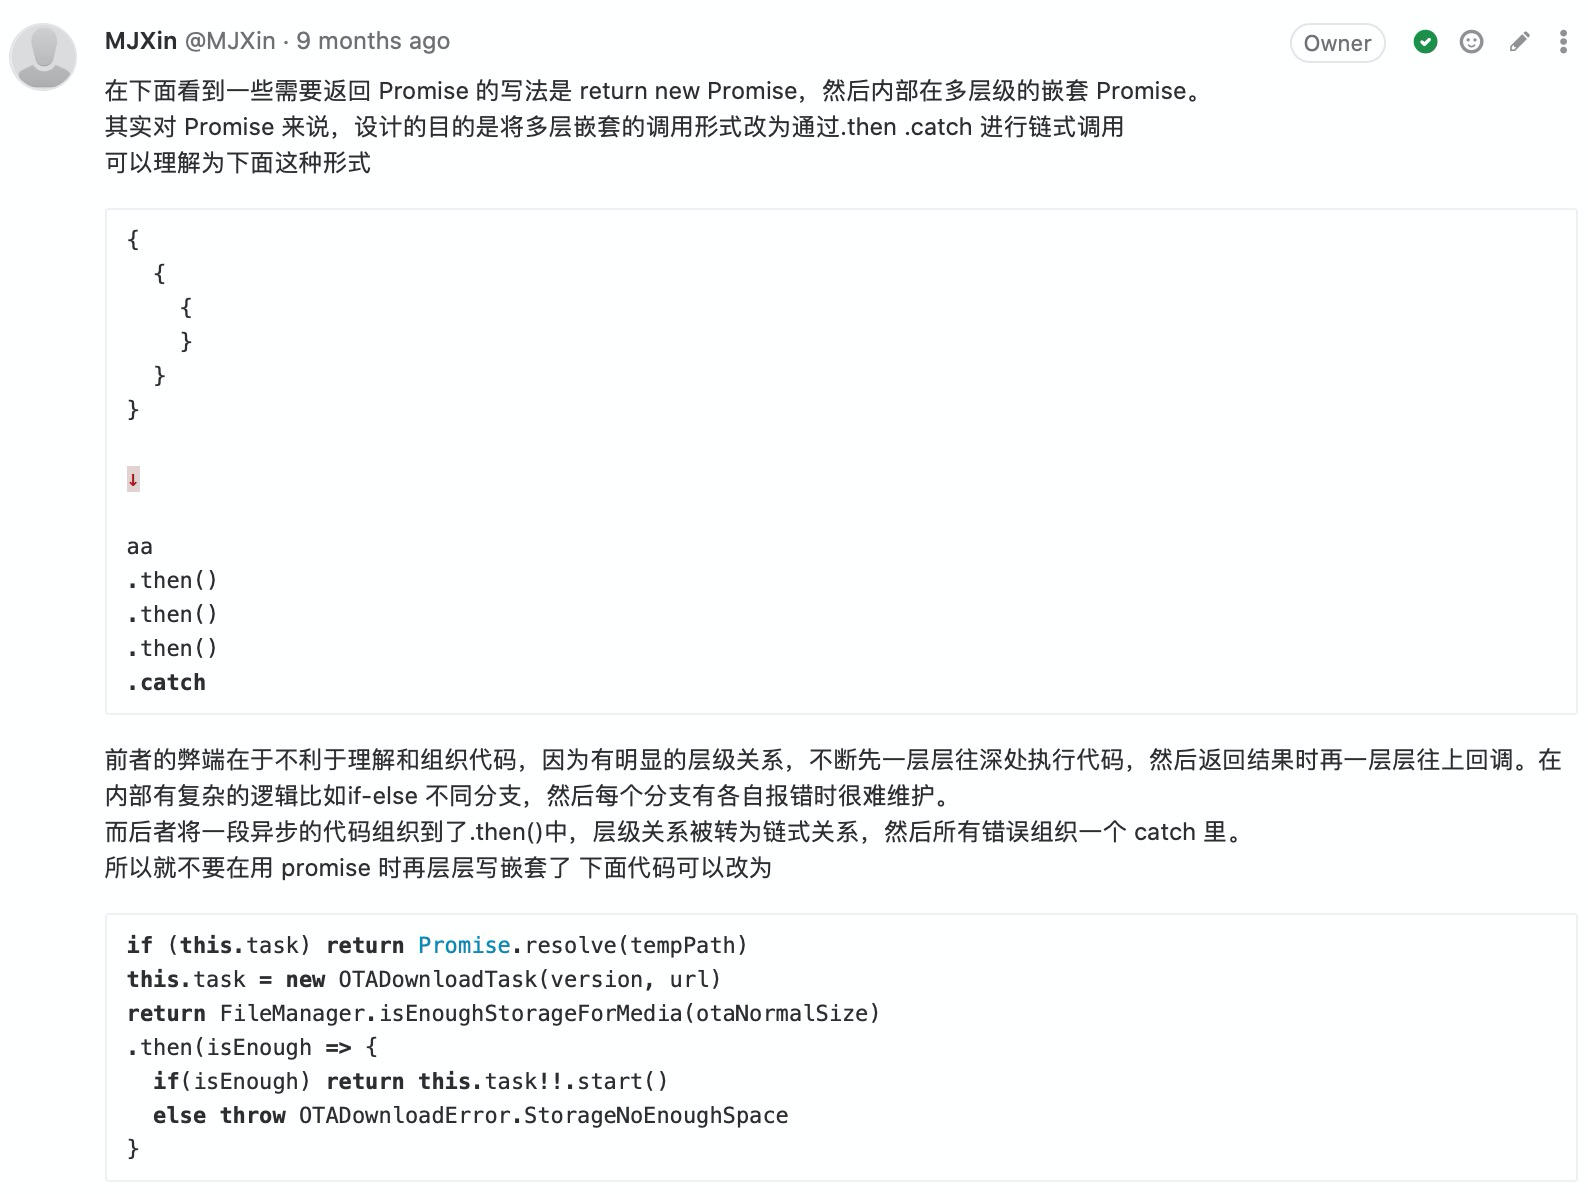 MJXin @MJXin · 9 months ago
Owner
在下面看到一些需要返回 Promise 的写法是 return new Promise，然后内部在多层级的嵌套 Promise。
其实对 Promise 来说，设计的目的是将多层嵌套的调用形式改为通过.then .catch 进行链式调用
可以理解为下面这种形式
{
  {
    {
    }
  }
}
↓
aa
.then()
.then()
.then()
.catch
前者的弊端在于不利于理解和组织代码，因为有明显的层级关系，不断先一层层往深处执行代码，然后返回结果时再一层层往上回调。在
内部有复杂的逻辑比如if-else 不同分支，然后每个分支有各自报错时很难维护。
而后者将一段异步的代码组织到了.then()中，层级关系被转为链式关系，然后所有错误组织一个 catch 里。
所以就不要在用 promise 时再层层写嵌套了 下面代码可以改为
if (this.task) return Promise.resolve(tempPath)
this.task = new OTADownloadTask(version, url)
return FileManager.isEnoughStorageForMedia(otaNormalSize)
.then(isEnough => {
  if(isEnough) return this.task!!.start()
  else throw OTADownloadError.StorageNoEnoughSpace
}